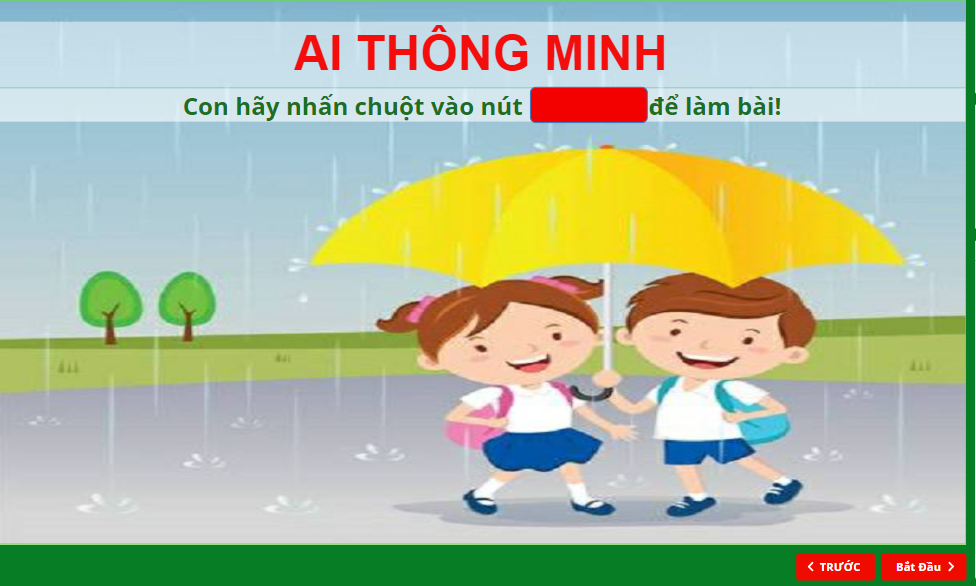 AI THÔNG MINH
Con hãy nhấn chuột vào nút để làm bài!
TRƯỚC
Bắt Đầu